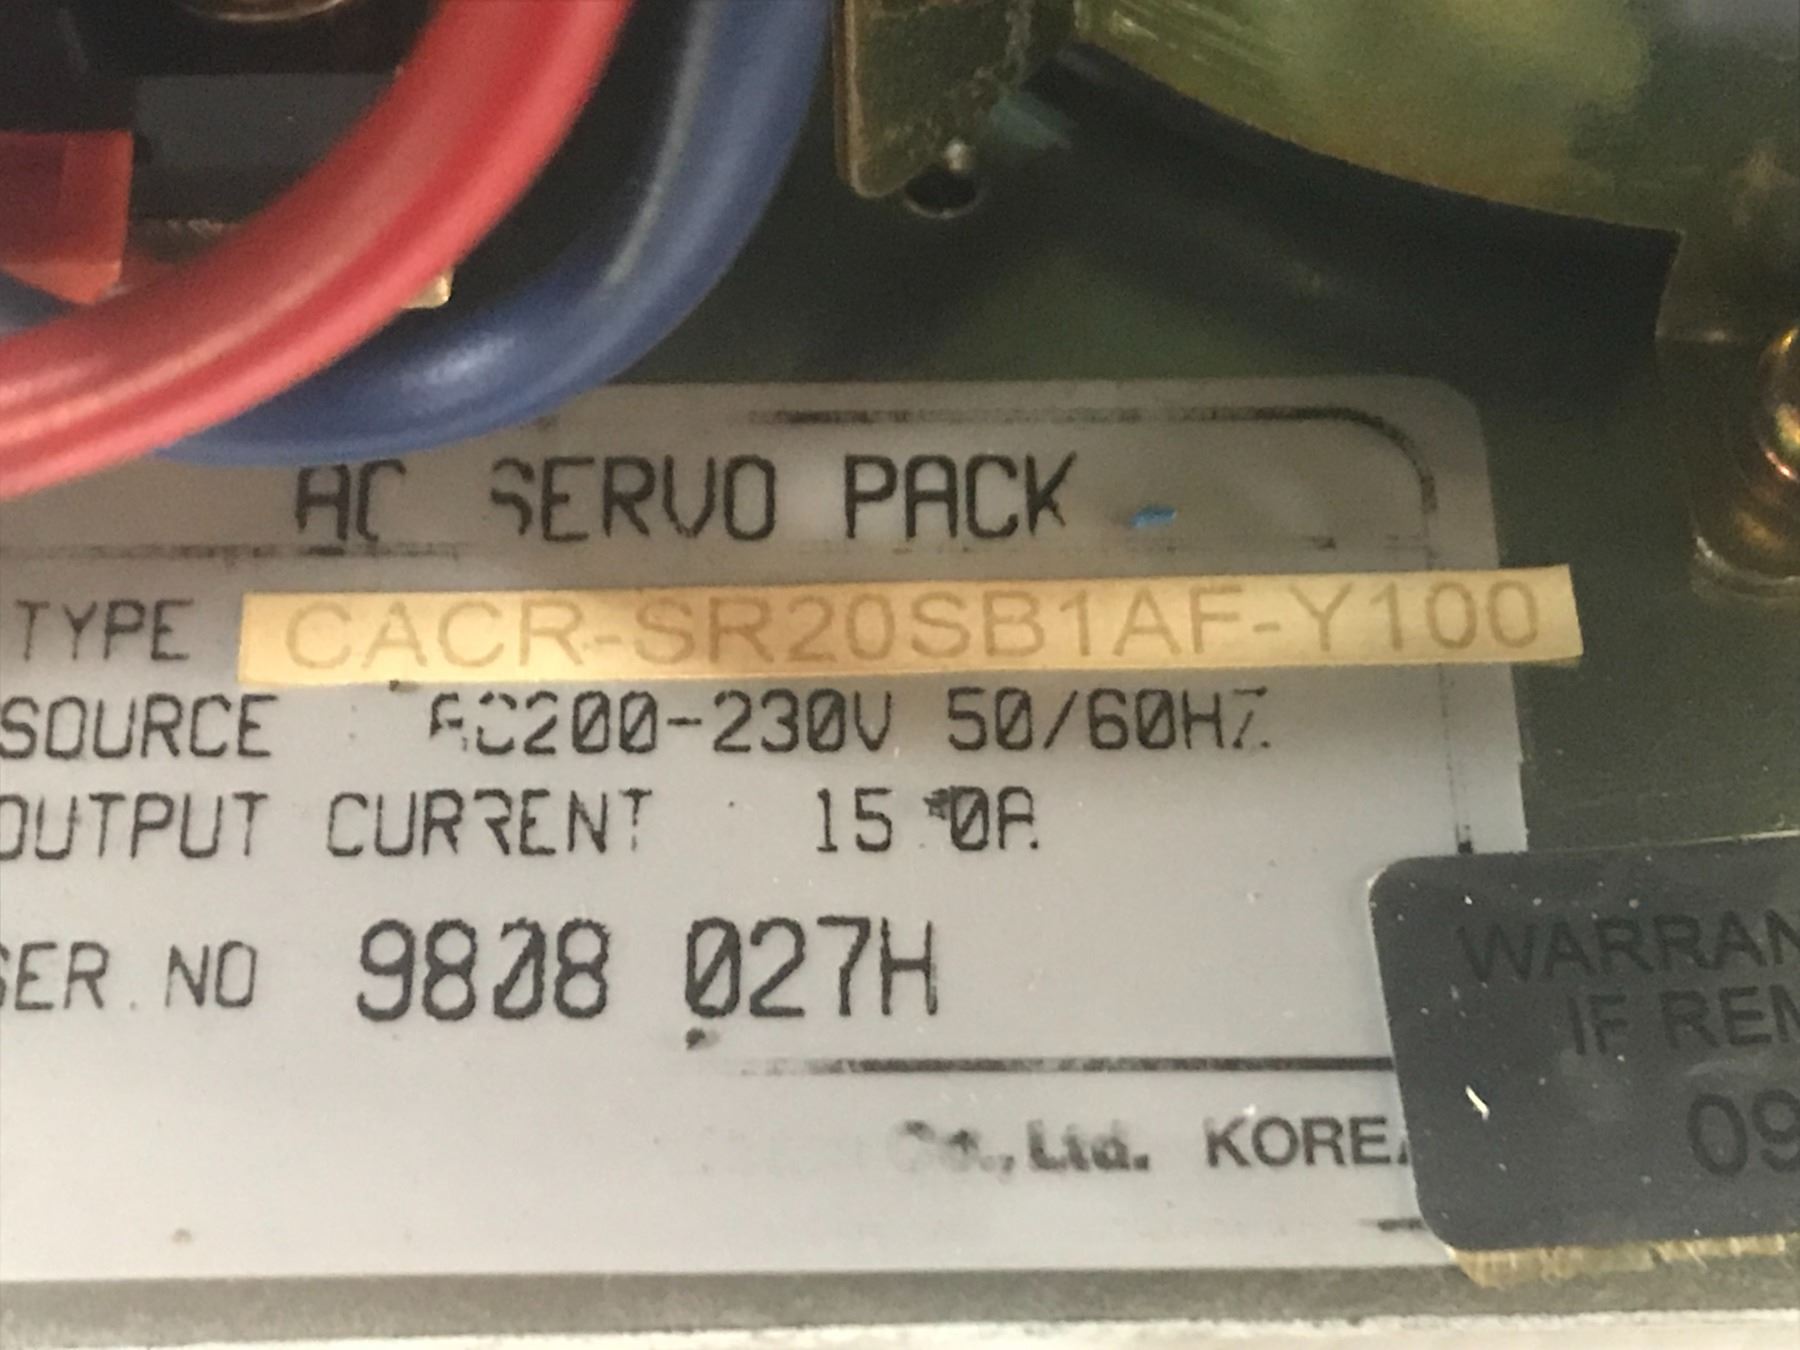 AC SERVO PACK
TYPE CACR-SR20SB1AF-Y100
SOURCE AC200-230V 50/60HZ
OUTPUT CURRENT 15.0A
SER.NO 9808 027H
WARRAN
IF REM
09
Co., Ltd. KOREA